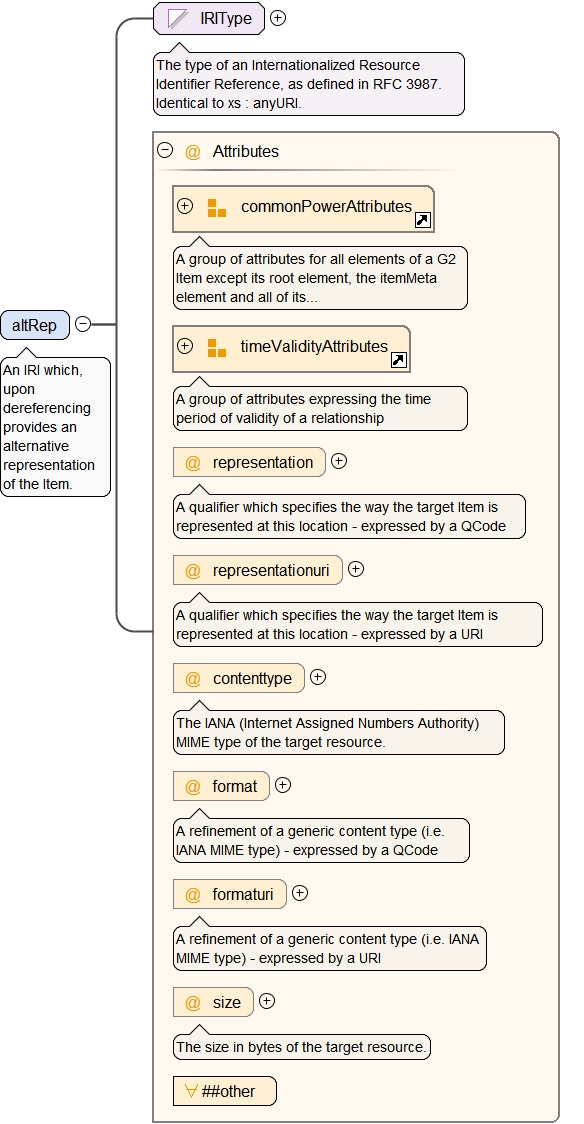 IRIType
The type of an Internationalized Resource
Identifier Reference, as defined in RFC 3987.
Identical to xs : anyURI.
@ Attributes
commonPowerAttributes
A group of attributes for all elements of a G2
Item except its root element, the itemMeta
element and all of its...
altRep
An IRI which,
upon
dereferencing
provides an
alternative
representation
of the Item.
timeValidityAttributes
A group of attributes expressing the time
period of validity of a relationship
@ representation
A qualifier which specifies the way the target Item is
represented at this location - expressed by a QCode
@ representationuri
A qualifier which specifies the way the target Item is
represented at this location - expressed by a URI
@ contenttype
The IANA (Internet Assigned Numbers Authority)
MIME type of the target resource.
@ format
A refinement of a generic content type (i.e.
IANA MIME type) - expressed by a QCode
@ formaturi
A refinement of a generic content type (i.e. IANA
MIME type) - expressed by a URI
@ size
The size in bytes of the target resource.
##other